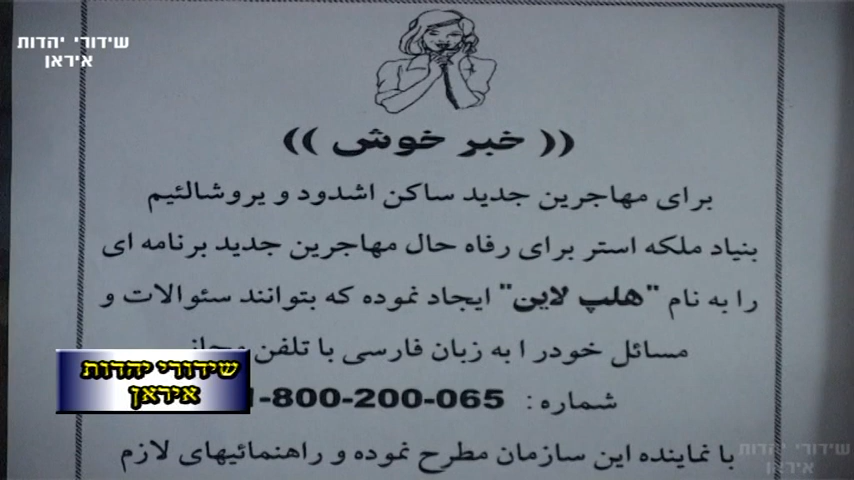 שידורי יהדות
איראן
(( خبر خوش ))
برای مهاجرین جدید ساکن اشدود و یروشالئیم
بنیاد ملکه استر برای رفاه حال مهاجرین جدید برنامه ای
را به نام "هلپ لاین" ایجاد نموده که بتوانند سئوالات و
مسائل خودرا به زبان فارسی با تلفن
شماره : 1-800-200-065
با نماینده این سازمان مطرح نموده و راهنمائیهای لازم
שידורי יהדות
איראן
שידורי יהדות
איראן